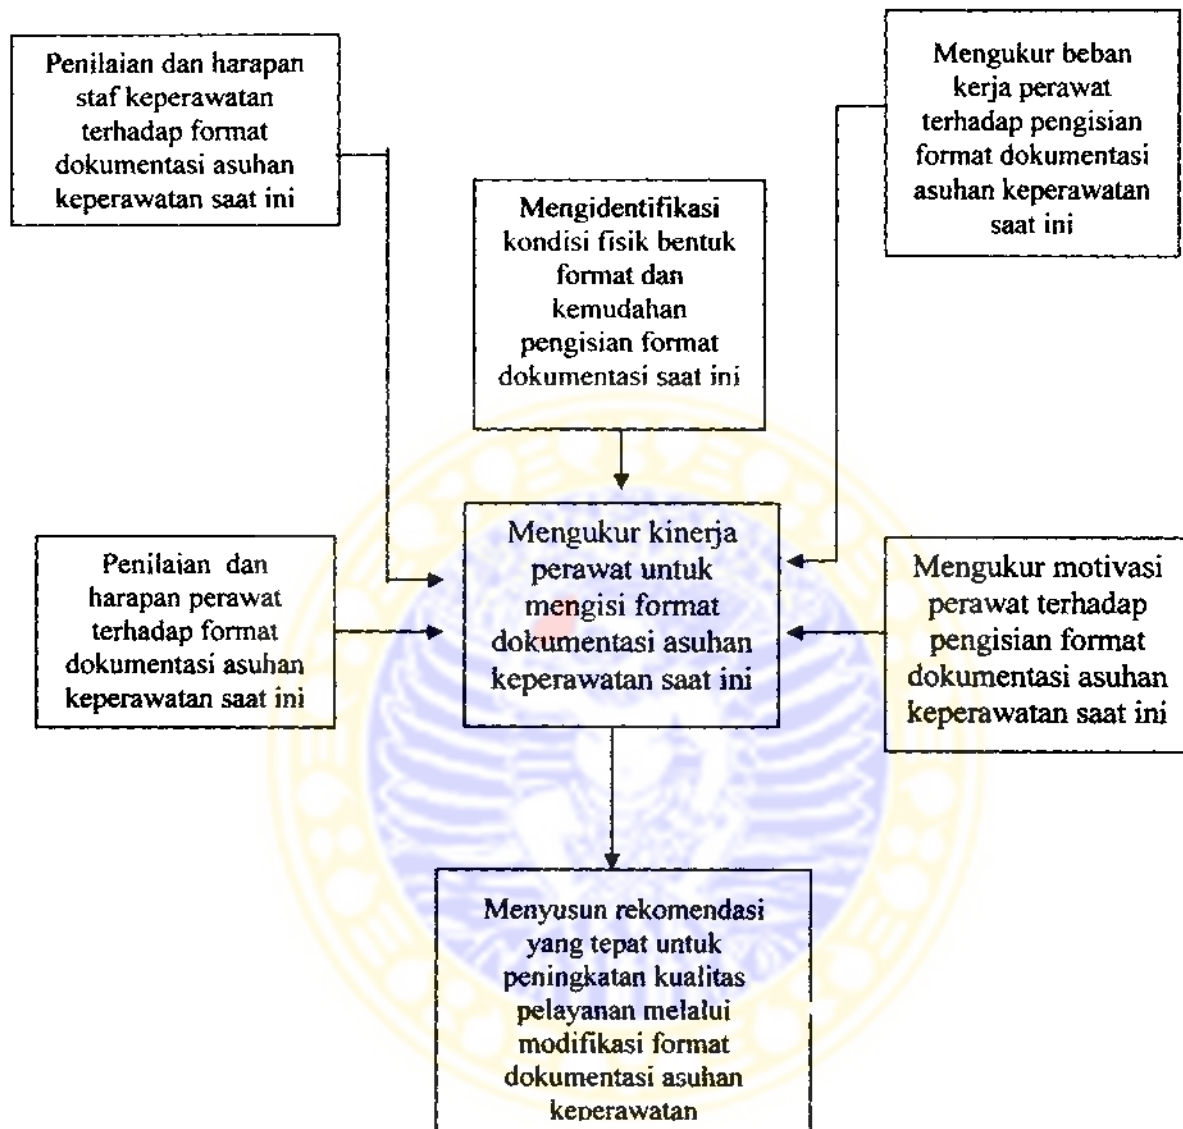 Penilaian dan harapan
staf keperawatan
terhadap format
dokumentasi asuhan
keperawatan saat ini
Mengidentifikasi
kondisi fisik bentuk
format dan
kemudahan
pengisian format
dokumentasi saat ini
Mengukur beban
kerja perawat
terhadap pengisian
format dokumentasi
asuhan keperawatan
saat ini
Penilaian dan
harapan perawat
terhadap format
dokumentasi asuhan
keperawatan saat ini
Mengukur kinerja
perawat untuk
mengisi format
dokumentasi asuhan
keperawatan saat ini
Mengukur motivasi
perawat terhadap
pengisian format
dokumentasi asuhan
keperawatan saat ini
Menyusun rekomendasi
yang tepat untuk
peningkatan kualitas
pelayanan melalui
modifikasi format
dokumentasi asuhan
keperawatan